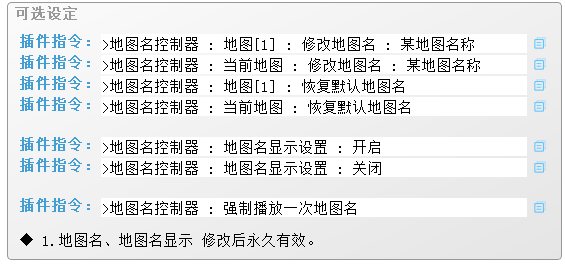 可选设定
插件指令： >地图名控制器 : 地图[1] : 修改地图名 : 某地图名称
插件指令： >地图名控制器 : 当前地图 : 修改地图名 : 某地图名称
插件指令： >地图名控制器 : 地图[1] : 恢复默认地图名
插件指令： >地图名控制器 : 当前地图 : 恢复默认地图名
插件指令： >地图名控制器 : 地图名显示设置 : 开启
插件指令： >地图名控制器 : 地图名显示设置 : 关闭
插件指令： >地图名控制器 : 强制播放一次地图名
◆ 1.地图名、地图名显示 修改后永久有效。